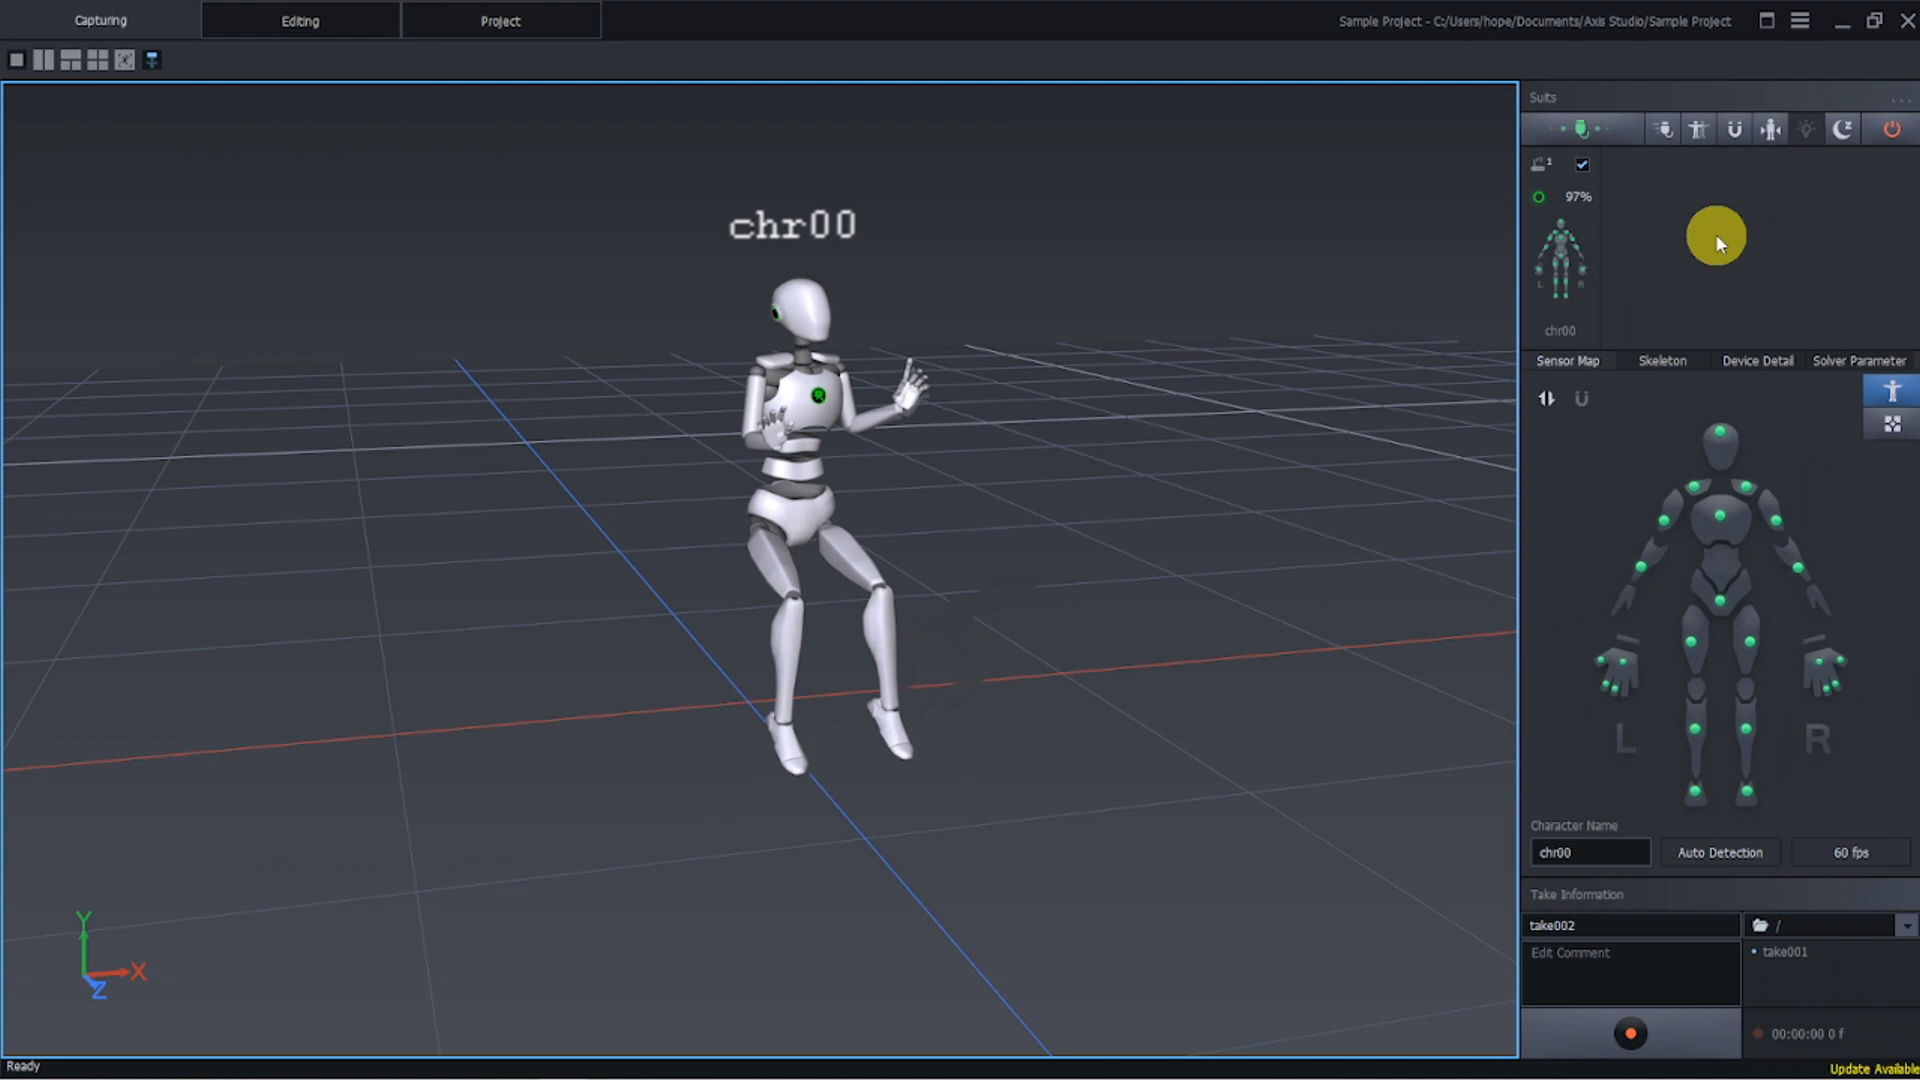 Capturing
Editing
Project
Sample Project - C:/Users/hope/Documents/Axis Studio/Sample Project
Suits
...
1
97%
L R
chr00
chr00
Sensor Map Skeleton Device Detail Solver Parameter
L R
Character Name
chr00 Auto Detection 60 fps
Take Information
take002 /
Edit Comment
take001
00:00:00 0 f
Y
X
Z
Ready
Update Available